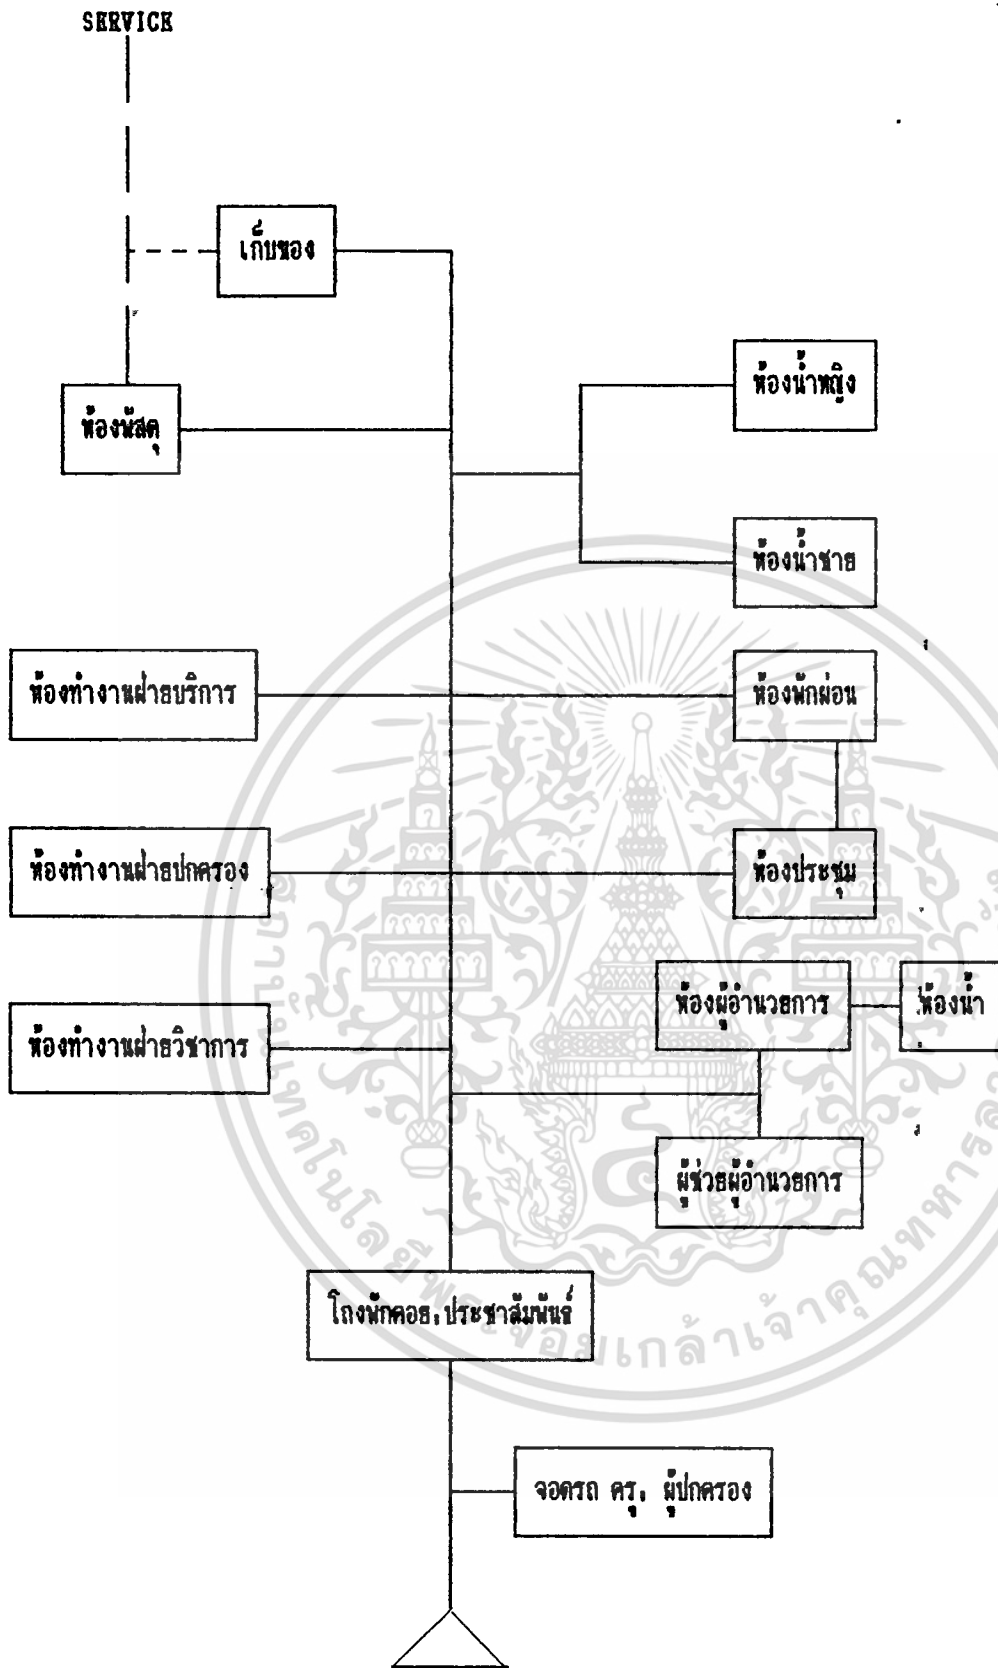 SERVICE
เก็บของ
ห้องน้ำหญิง
ห้องพัสดุ
ห้องน้ำชาย
ห้องทำงานฝ่ายบริการ
ห้องพักผ่อน
ห้องทำงานฝ่ายปกครอง
ห้องประชุม
ห้องผู้อำนวยการ
ห้องน้ำ
ห้องทำงานฝ่ายวิชาการ
ผู้ช่วยผู้อำนวยการ
โถงพักคอย, ประชาสัมพันธ์
จอดรถ ครู, ผู้ปกครอง